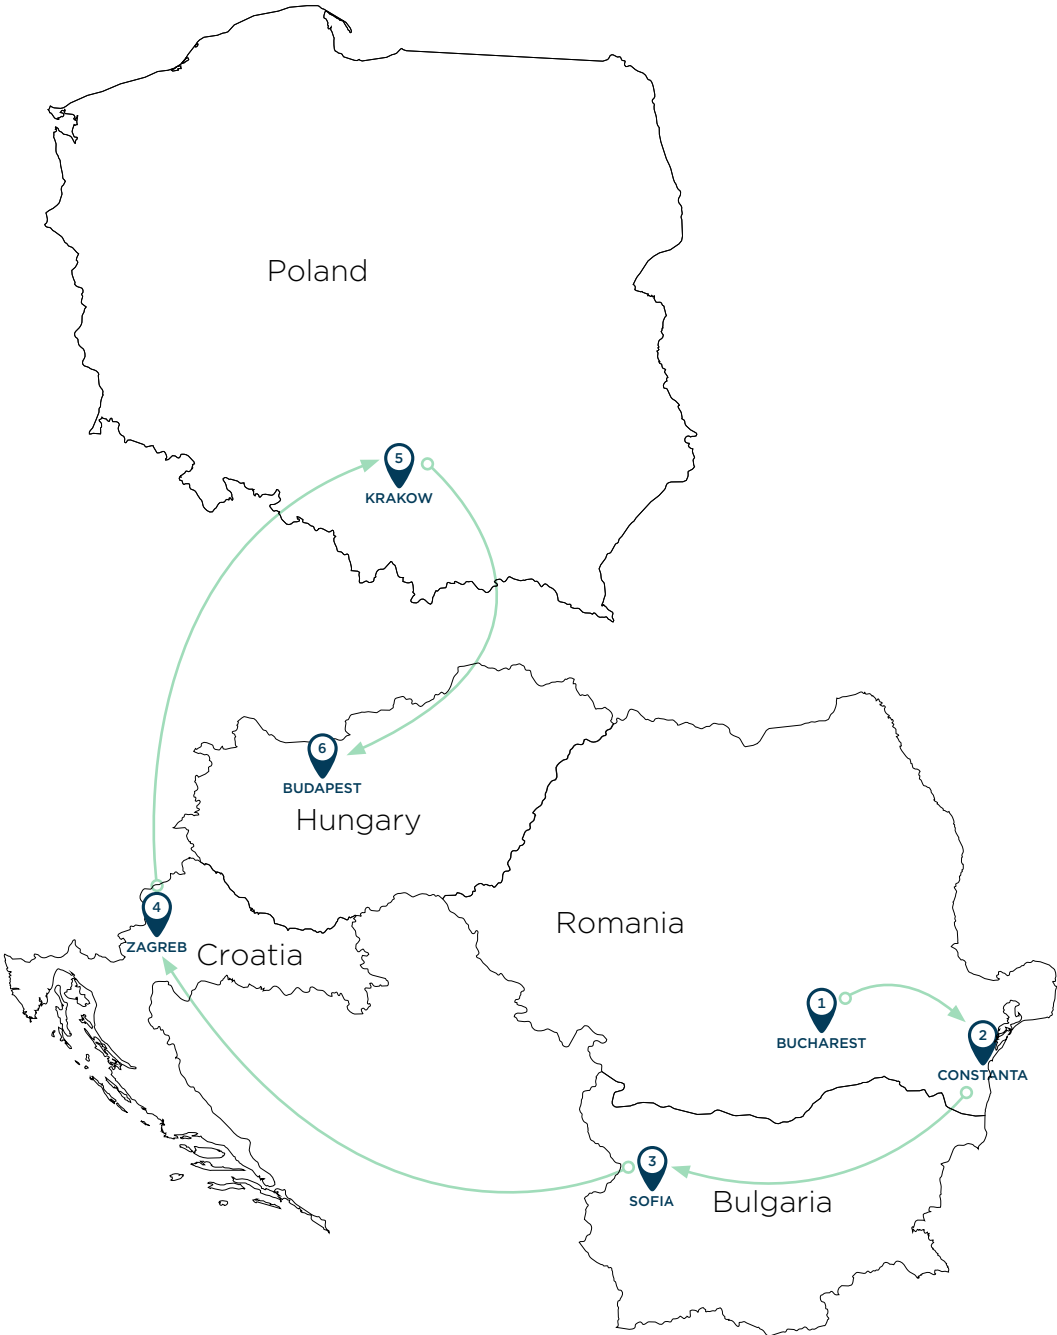 Poland
5
KRAKOW
6
BUDAPEST
Hungary
4
ZAGREB
Croatia
Romania
1
BUCHAREST
2
CONSTANTA
3
SOFIA
Bulgaria